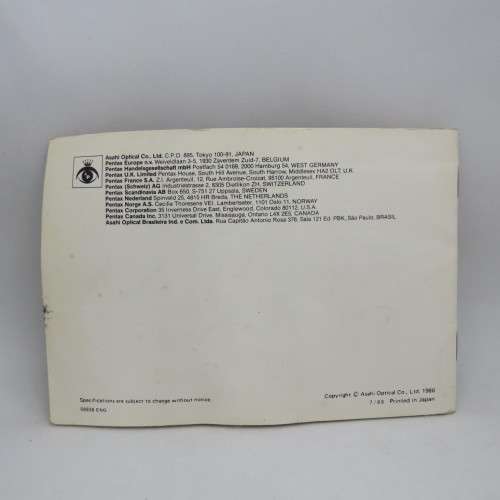 Asahi Optical Co., Ltd. C.P.O. 895, Tokyo 100-91, JAPAN
Pentax Europe n.v. Weiveldlaan 3-5, 1930 Zaventem Zuid-7, BELGIUM
Pentax Handelsgesellschaft mbH Postfach 54 0169, 2000 Hamburg 54, WEST GERMANY
Pentax U.K. Limited Pentax House, South Hill Avenue, South Harrow, Middlesex HA2 OLT U.K.
Pentax France S.A. Z.I. Argenteuil, 12, Rue Ambroise-Croizat, 95100 Argenteuil, FRANCE
Pentax (Schweiz) AG Industriestrasse 2, 8305 Dietlikon ZH, SWITZERLAND
Pentax Scandinavia AB Box 650, S-751 27 Uppsala, SWEDEN
Pentax Nederland Spinveld 25, 4815 HR Breda, THE NETHERLANDS
Pentax Norge A.S. Cecilie Thoresens VEI. Lambertseter, 1101 Oslo 11, NORWAY
Pentax Corporation 35 Inverness Drive East, Englewood, Colorado 80112, U.S.A.
Pentax Canada Inc. 3131 Universal Drive, Mississauga, Ontario L4X 2E5, CANADA
Asahi Optical Brasileira Ind. e Com. Ltda. Rua Capitão Antonio Rosa 376, Sala 121 Ed. PBK, São Paulo, BRASIL
Specifications are subject to change without notice.
ENG
Copyright © Asahi Optical Co., Ltd. 1986
Printed in Japan